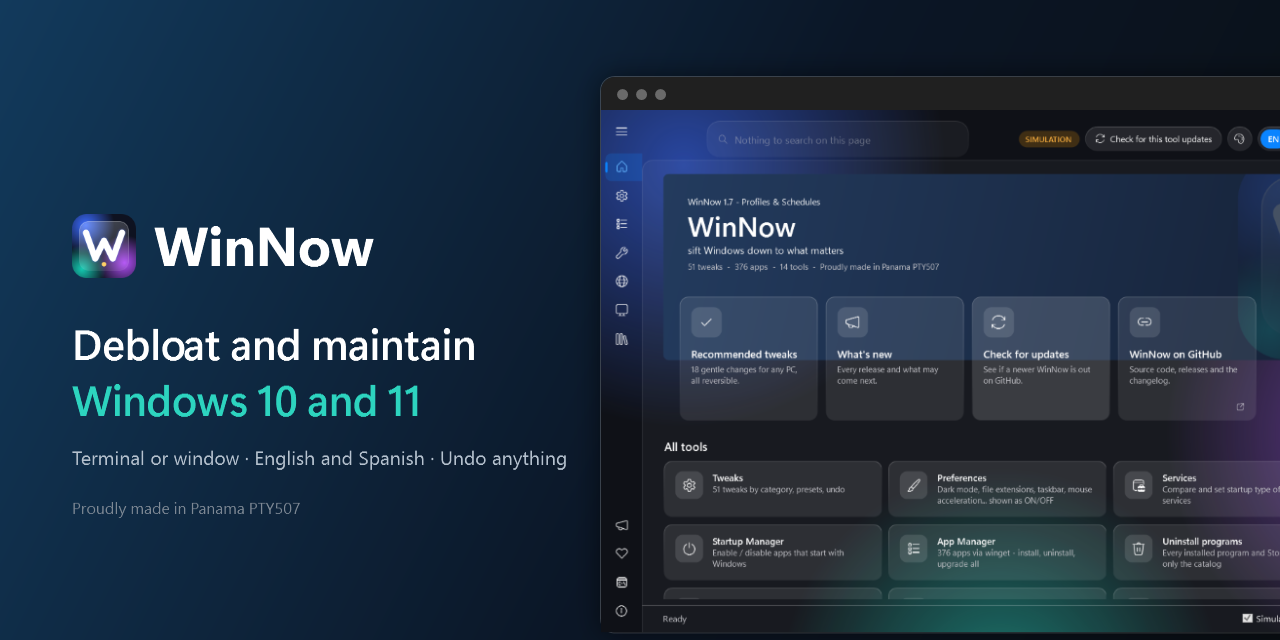 WinNow
Debloat and maintain
Windows 10 and 11
Terminal or window · English and Spanish · Undo anything
Proudly made in Panama PTY507
Nothing to search on this page
SIMULATION
Check for this tool updates
EN
WinNow 1.7 - Profiles & Schedules
WinNow
sift Windows down to what matters
51 tweaks - 376 apps - 14 tools - Proudly made in Panama PTY507
Recommended tweaks
18 gentle changes for any PC,
all reversible.
What's new
Every release and what may
come next.
Check for updates
See if a newer WinNow is out
on GitHub.
WinNow on GitHub
Source code, releases and the
changelog.
All tools
Tweaks
51 tweaks by category, presets, undo
Preferences
Dark mode, file extensions, taskbar, mouse
acceleration... shown as ON/OFF
Services
Compare and set startup type of
services
Startup Manager
Enable / disable apps that start with
Windows
App Manager
376 apps via winget - install, uninstall,
upgrade all
Uninstall programs
Every installed program and Sto
only the catalog
Ready
Simula